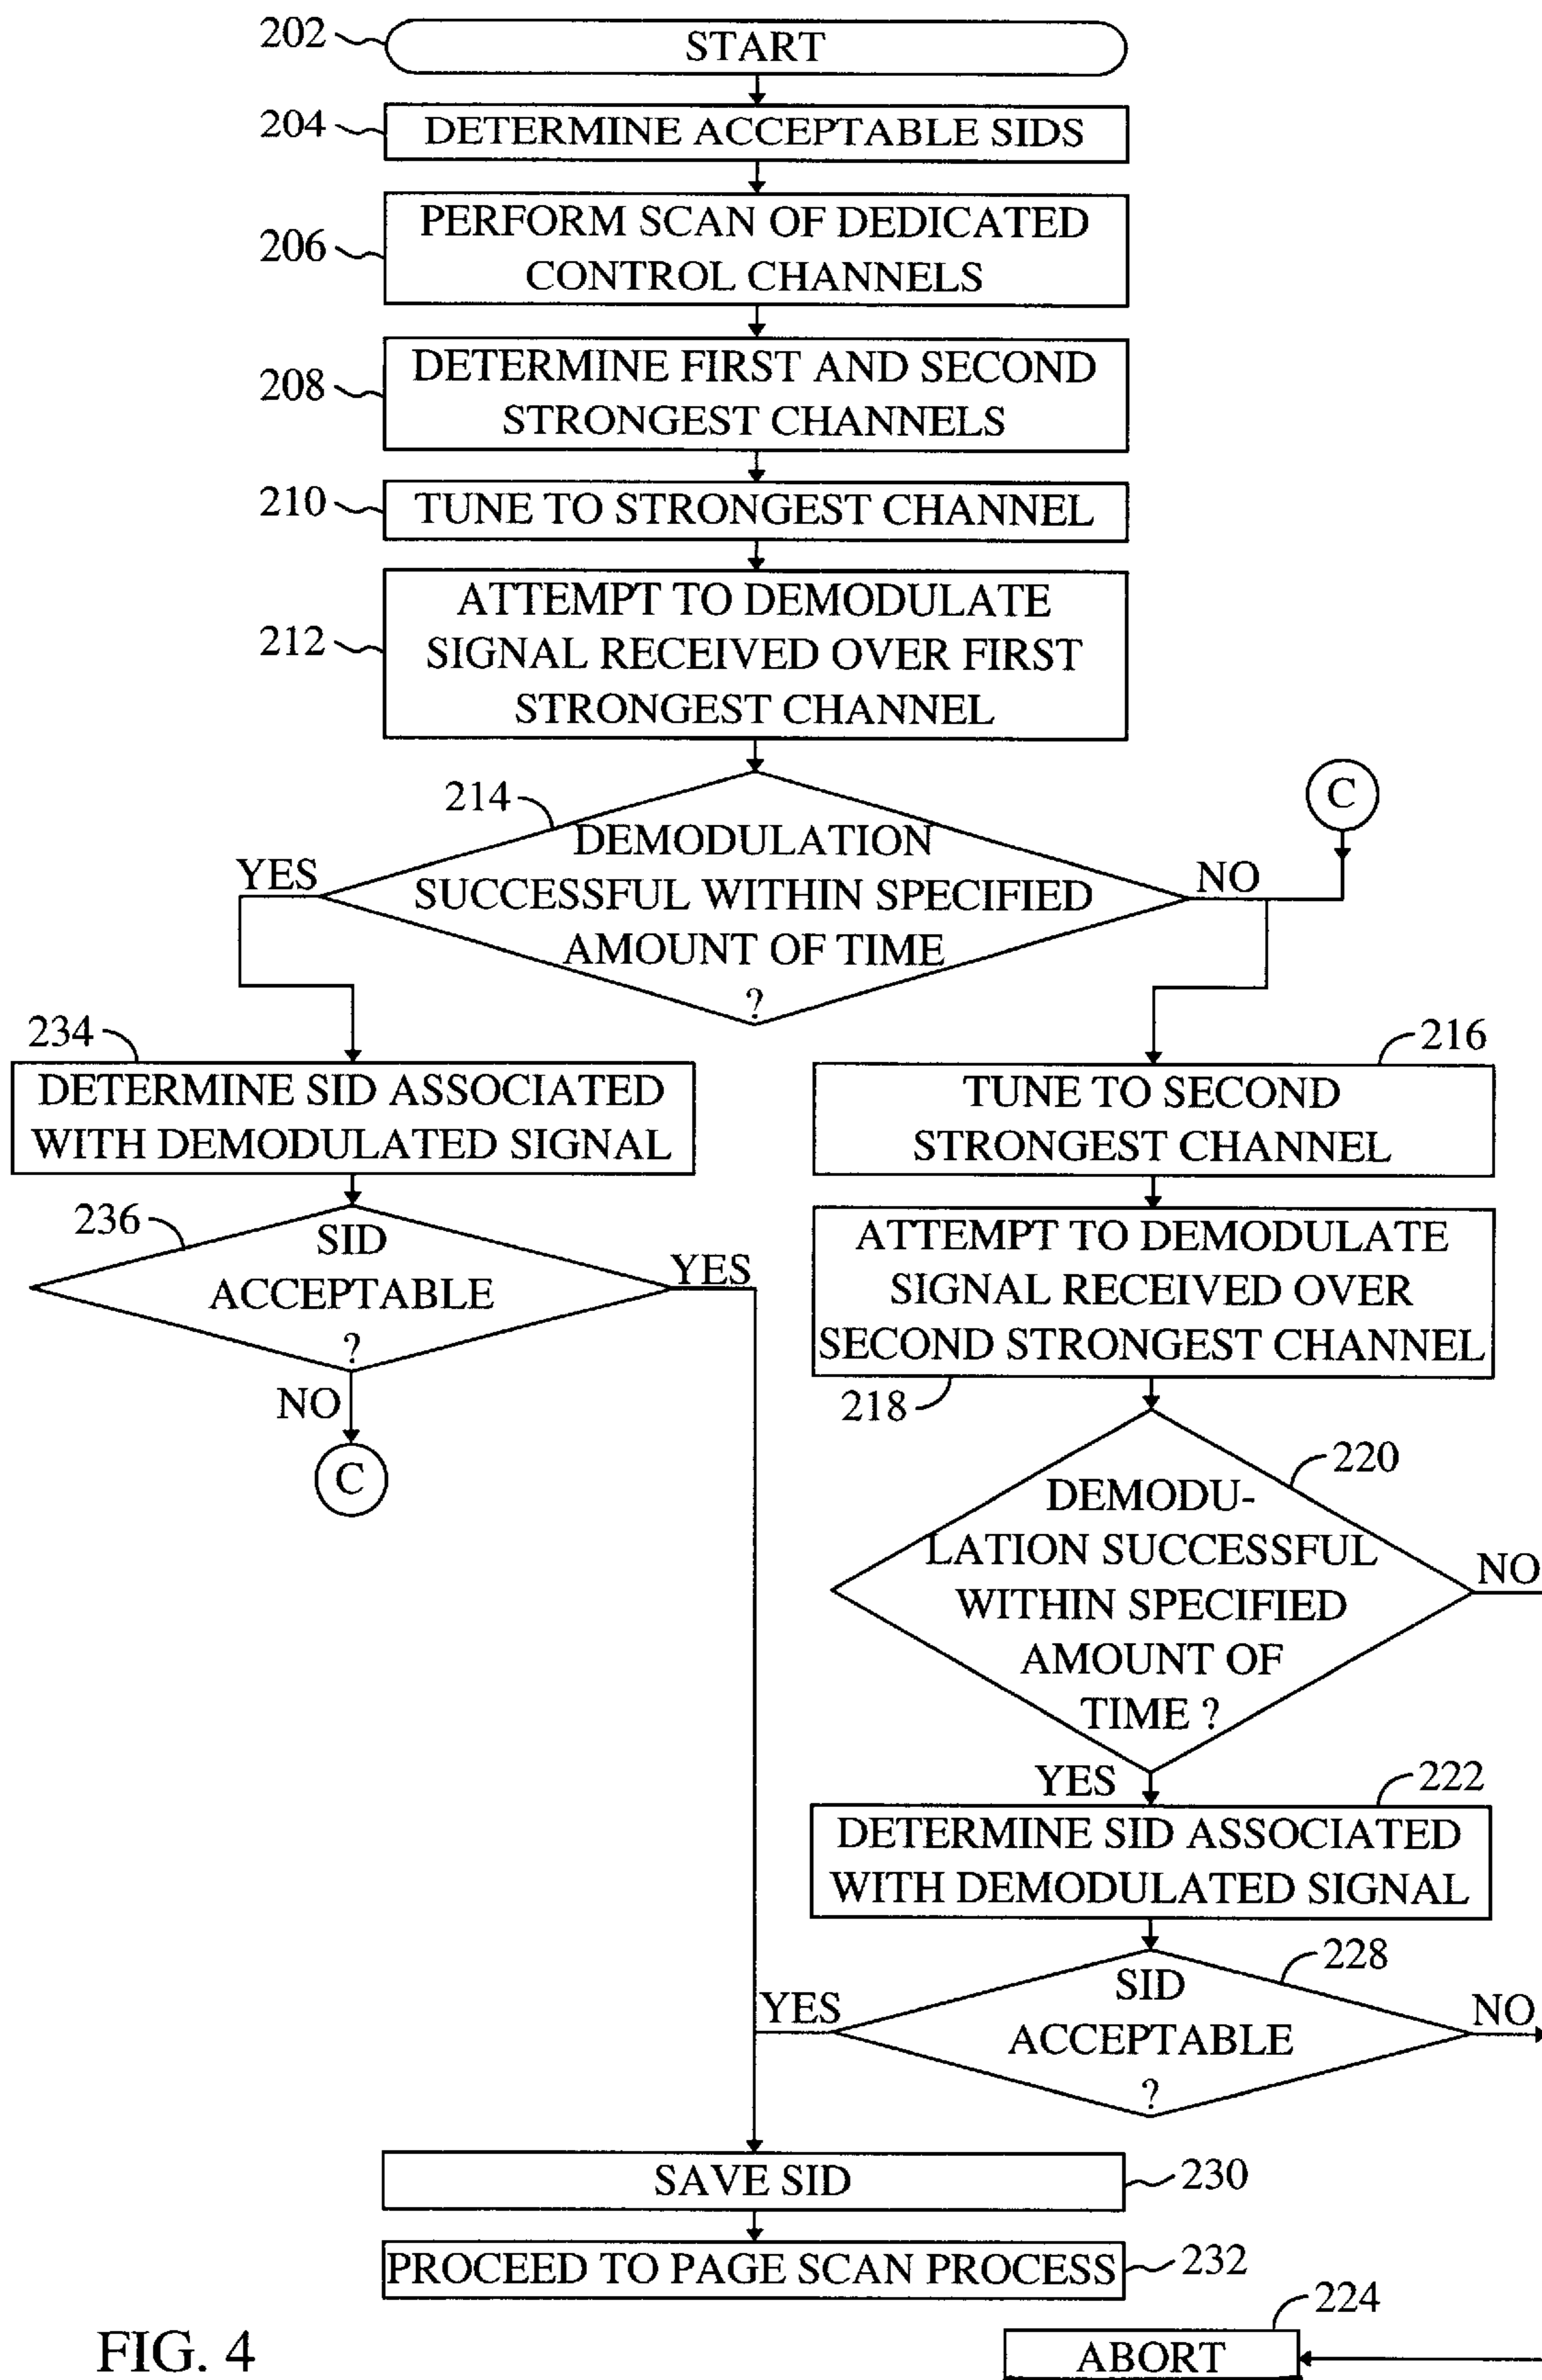 202
START
204
DETERMINE ACCEPTABLE SIDS
206
PERFORM SCAN OF DEDICATED
CONTROL CHANNELS
208
DETERMINE FIRST AND SECOND
STRONGEST CHANNELS
210
TUNE TO STRONGEST CHANNEL
212
ATTEMPT TO DEMODULATE
SIGNAL RECEIVED OVER FIRST
STRONGEST CHANNEL
214
DEMODULATION
SUCCESSFUL WITHIN SPECIFIED
AMOUNT OF TIME
?
YES
NO
C
234
DETERMINE SID ASSOCIATED
WITH DEMODULATED SIGNAL
236
SID
ACCEPTABLE
?
YES
NO
C
216
TUNE TO SECOND
STRONGEST CHANNEL
ATTEMPT TO DEMODULATE
SIGNAL RECEIVED OVER
SECOND STRONGEST CHANNEL
218
220
DEMODU-
LATION SUCCESSFUL
WITHIN SPECIFIED
AMOUNT OF
TIME ?
NO
YES
222
DETERMINE SID ASSOCIATED
WITH DEMODULATED SIGNAL
228
SID
ACCEPTABLE
?
YES
NO
SAVE SID
230
PROCEED TO PAGE SCAN PROCESS
232
224
ABORT
FIG. 4